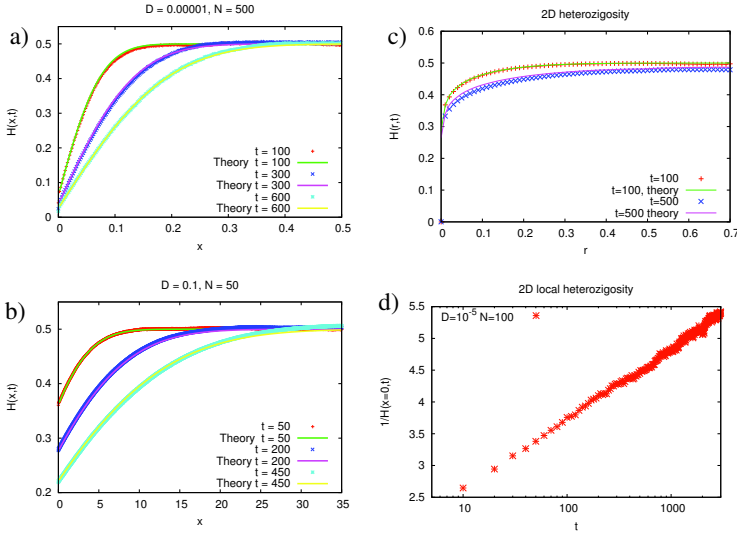 a)
D = 0.00001, N = 500
H(x,t)
0.6
0.5
0.4
0.3
0.2
0.1
0
0 0.1 0.2 0.3 0.4 0.5
x
t = 100
Theory t = 100
t = 300
Theory t = 300
t = 600
Theory t = 600
c)
2D heterozigosity
H(r,t)
0.6
0.5
0.4
0.3
0.2
0.1
0
0 0.1 0.2 0.3 0.4 0.5 0.6 0.7
r
t=100
t=100, theory
t=500
t=500 theory
b)
D = 0.1, N = 50
H(x,t)
0.5
0.4
0.3
0.2
0 5 10 15 20 25 30 35
x
t = 50
Theory t = 50
t = 200
Theory t = 200
t = 450
Theory t = 450
d)
2D local heterozigosity
D=10⁻⁵ N=100
1/H(x=0,t)
5.5
5
4.5
4
3.5
3
2.5
10 100 1000
t